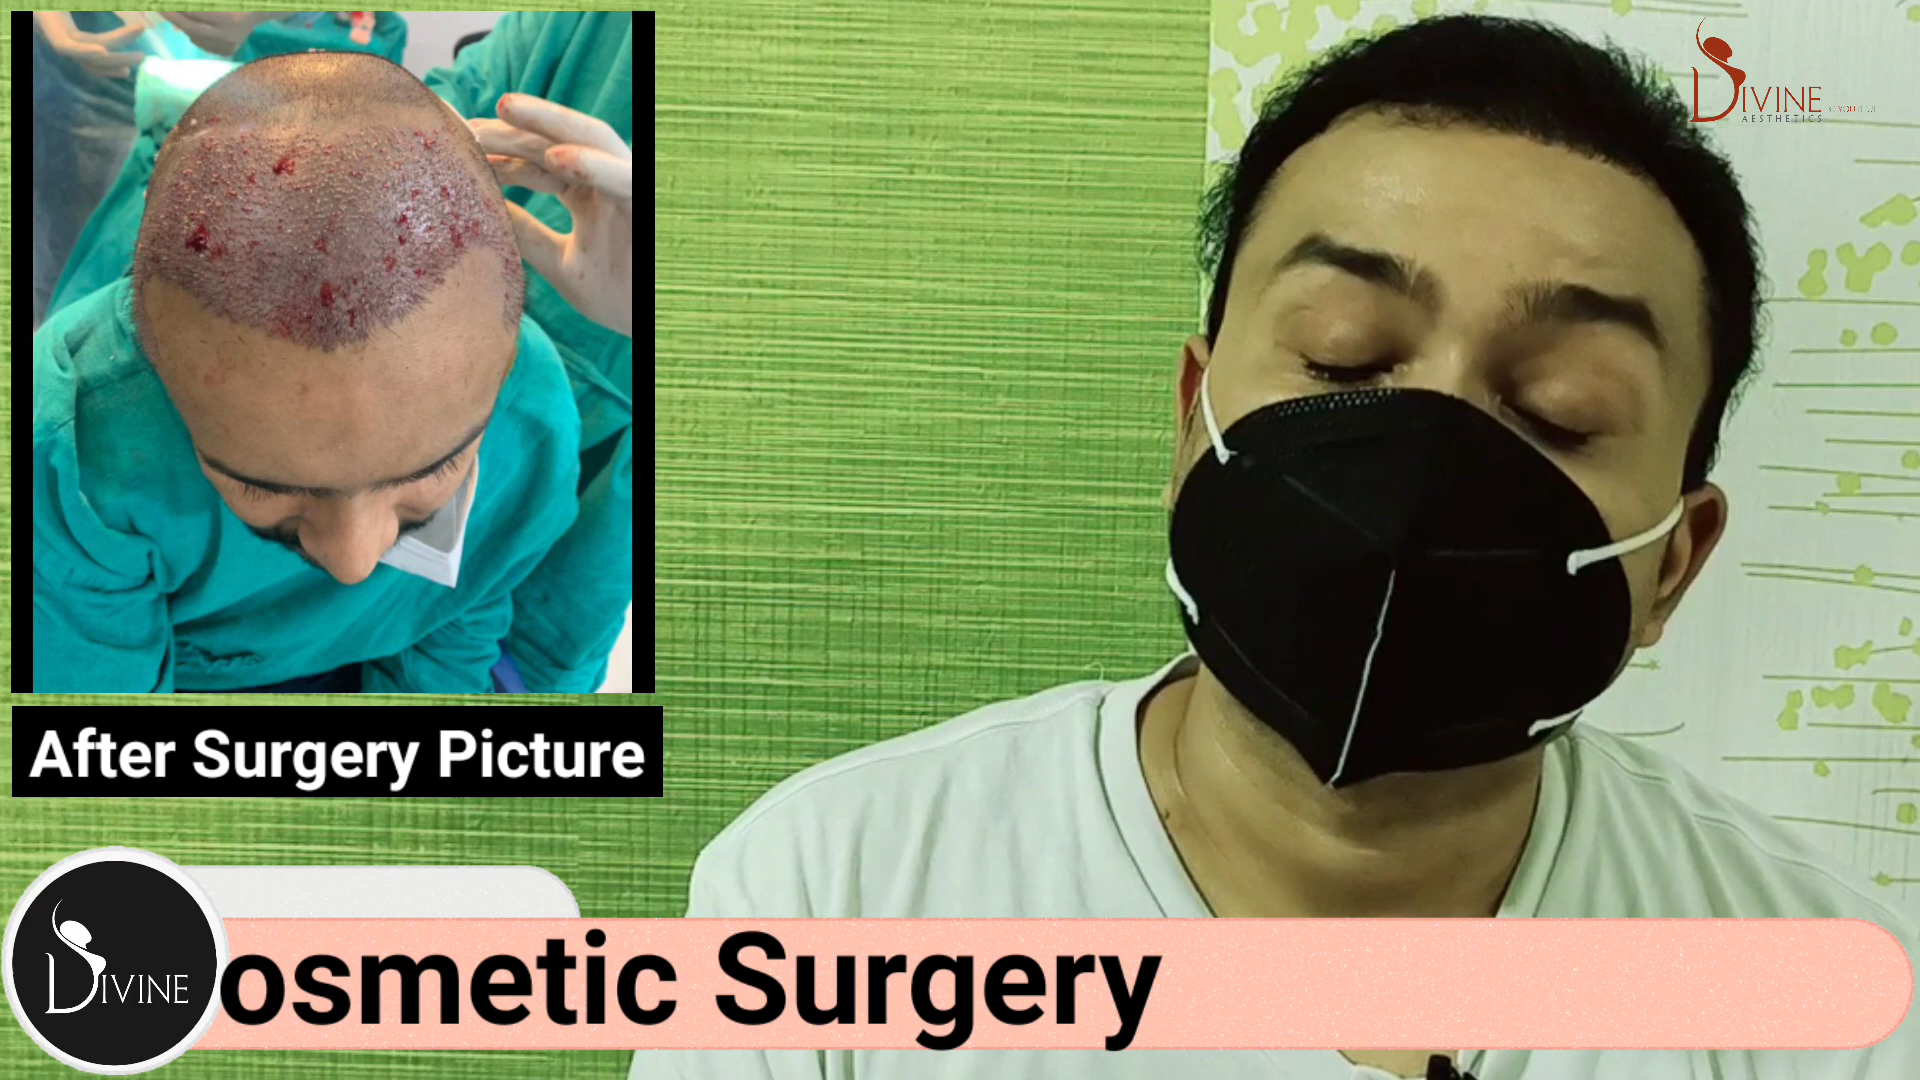 DIVINE
AESTHETICS
After Surgery Picture
DIVINE
osmetic Surgery